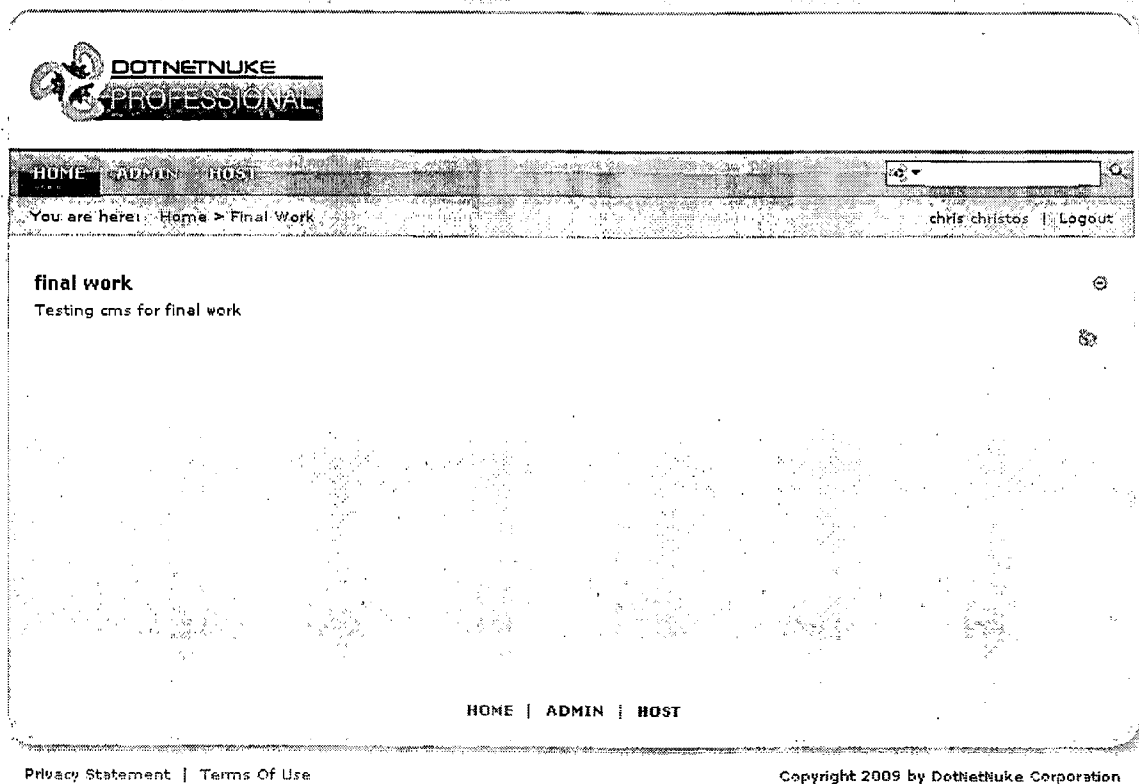 DOTNETNUKE
PROFESSIONAL
HOME ADMIN HOST
You are here: Home > Final Work
chris christos | Logout
final work
Testing cms for final work
HOME | ADMIN | HOST
Privacy Statement | Terms Of Use
Copyright 2009 by DotNetNuke Corporation